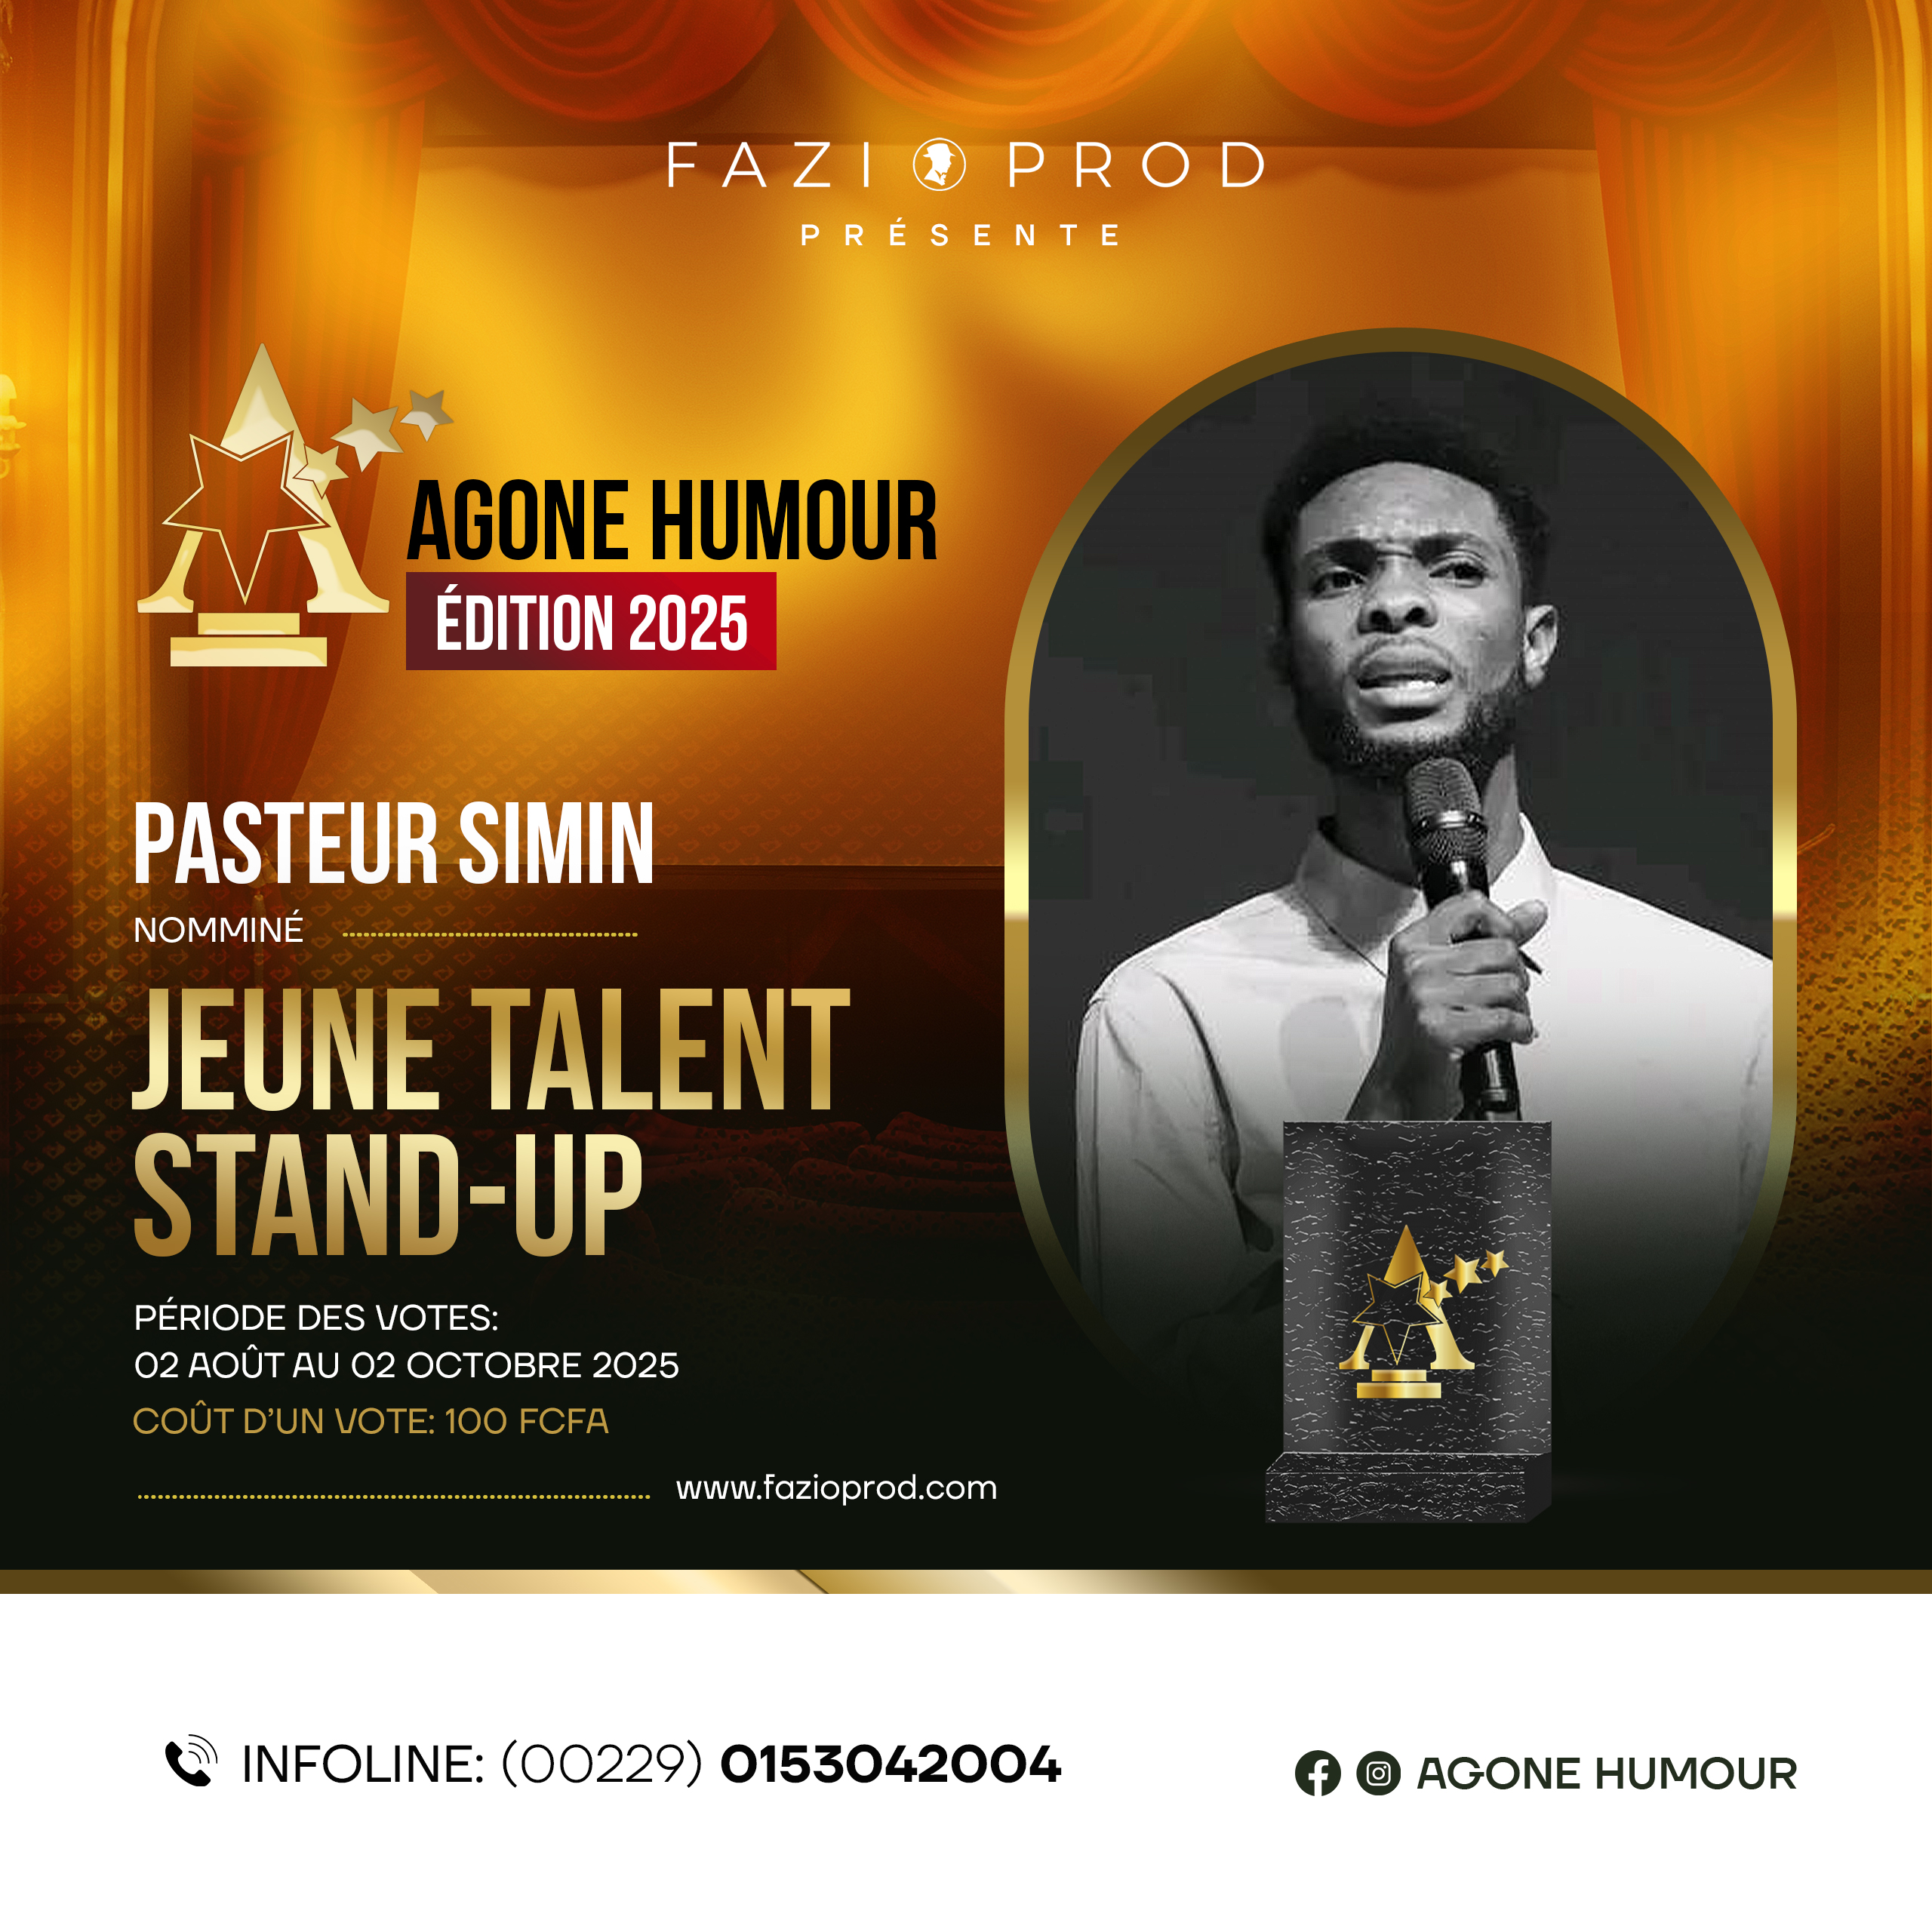 FAZIO PROD
PRÉSENTE
AGONE HUMOUR
ÉDITION 2025
PASTEUR SIMIN
NOMMINÉ
JEUNE TALENT
STAND-UP
PÉRIODE DES VOTES:
02 AOÛT AU 02 OCTOBRE 2025
COÛT D'UN VOTE: 100 FCFA
www.fazioprod.com
INFOLINE: (00229) 0153042004
AGONE HUMOUR